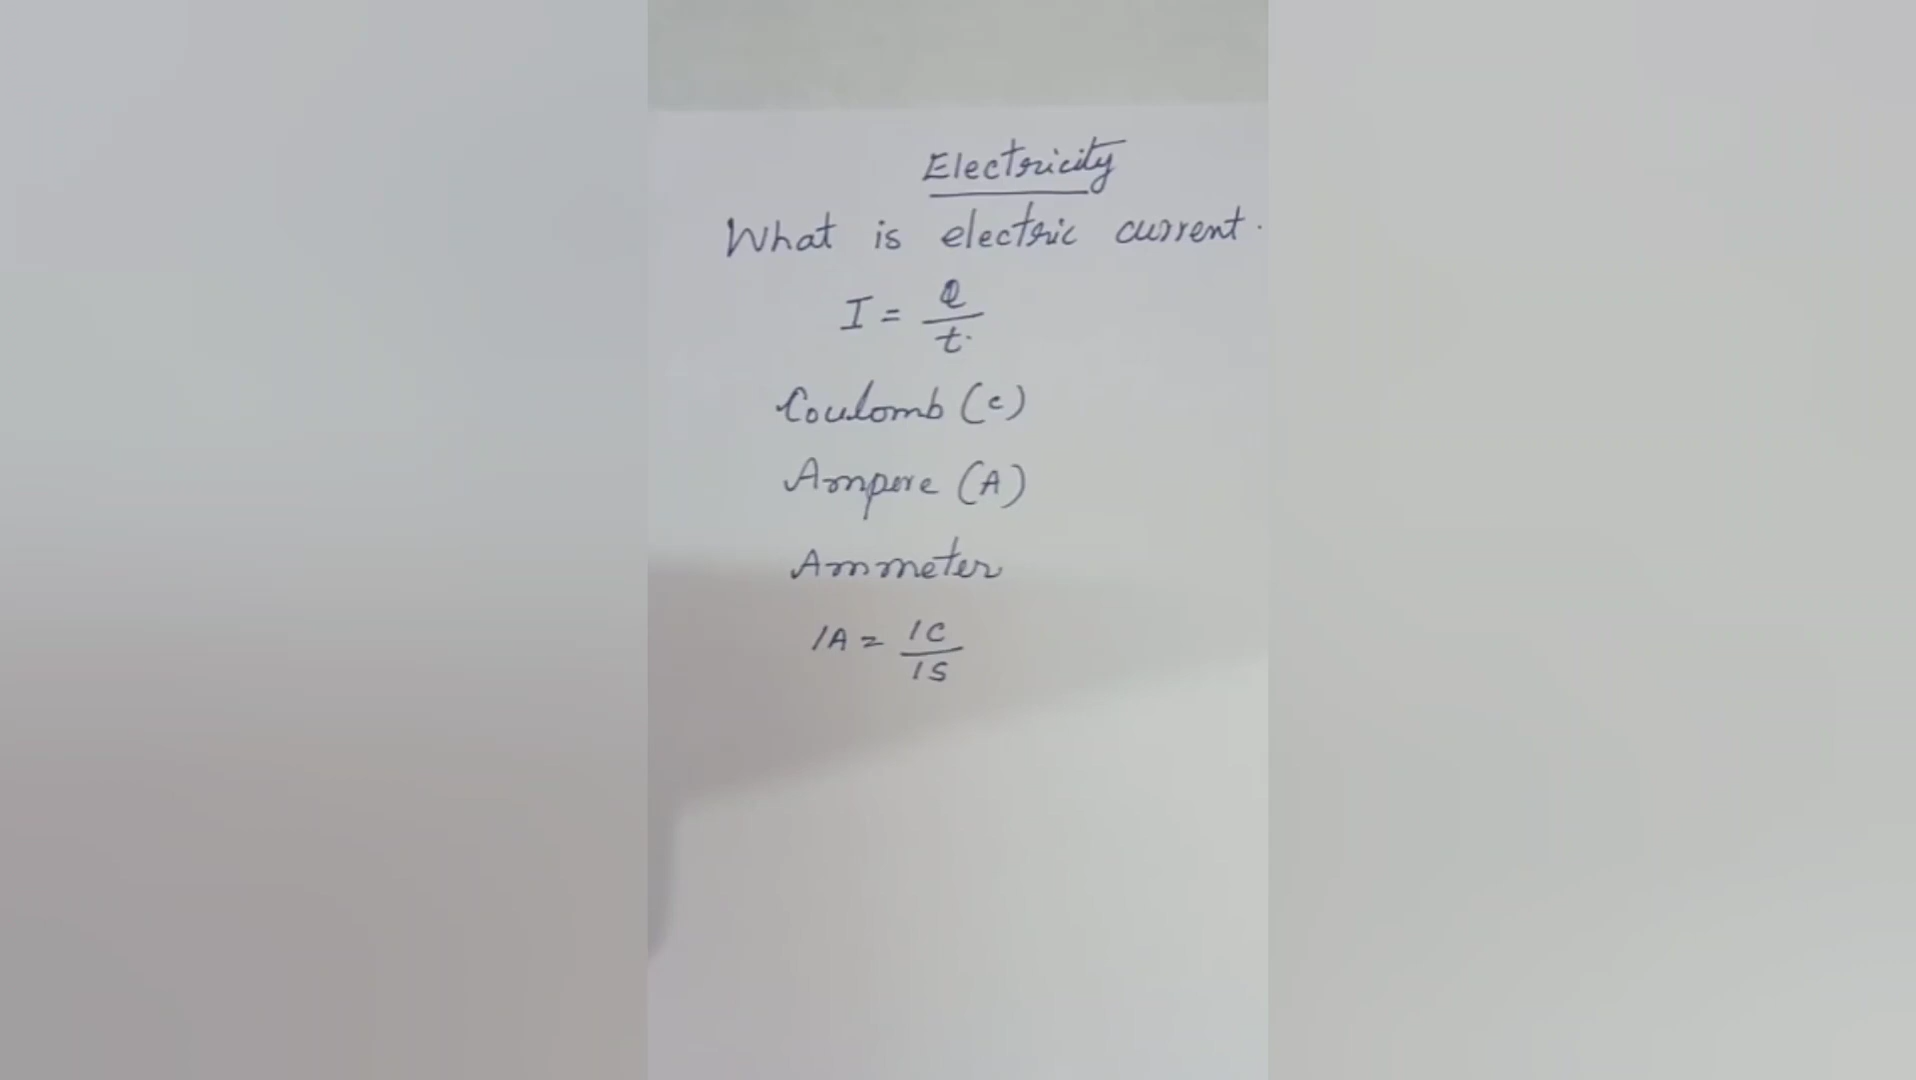 Electricity
What is electric current.
I = Q/t.
Coulomb (c)
Ampere (A)
Ammeter
1A = 1C/1S